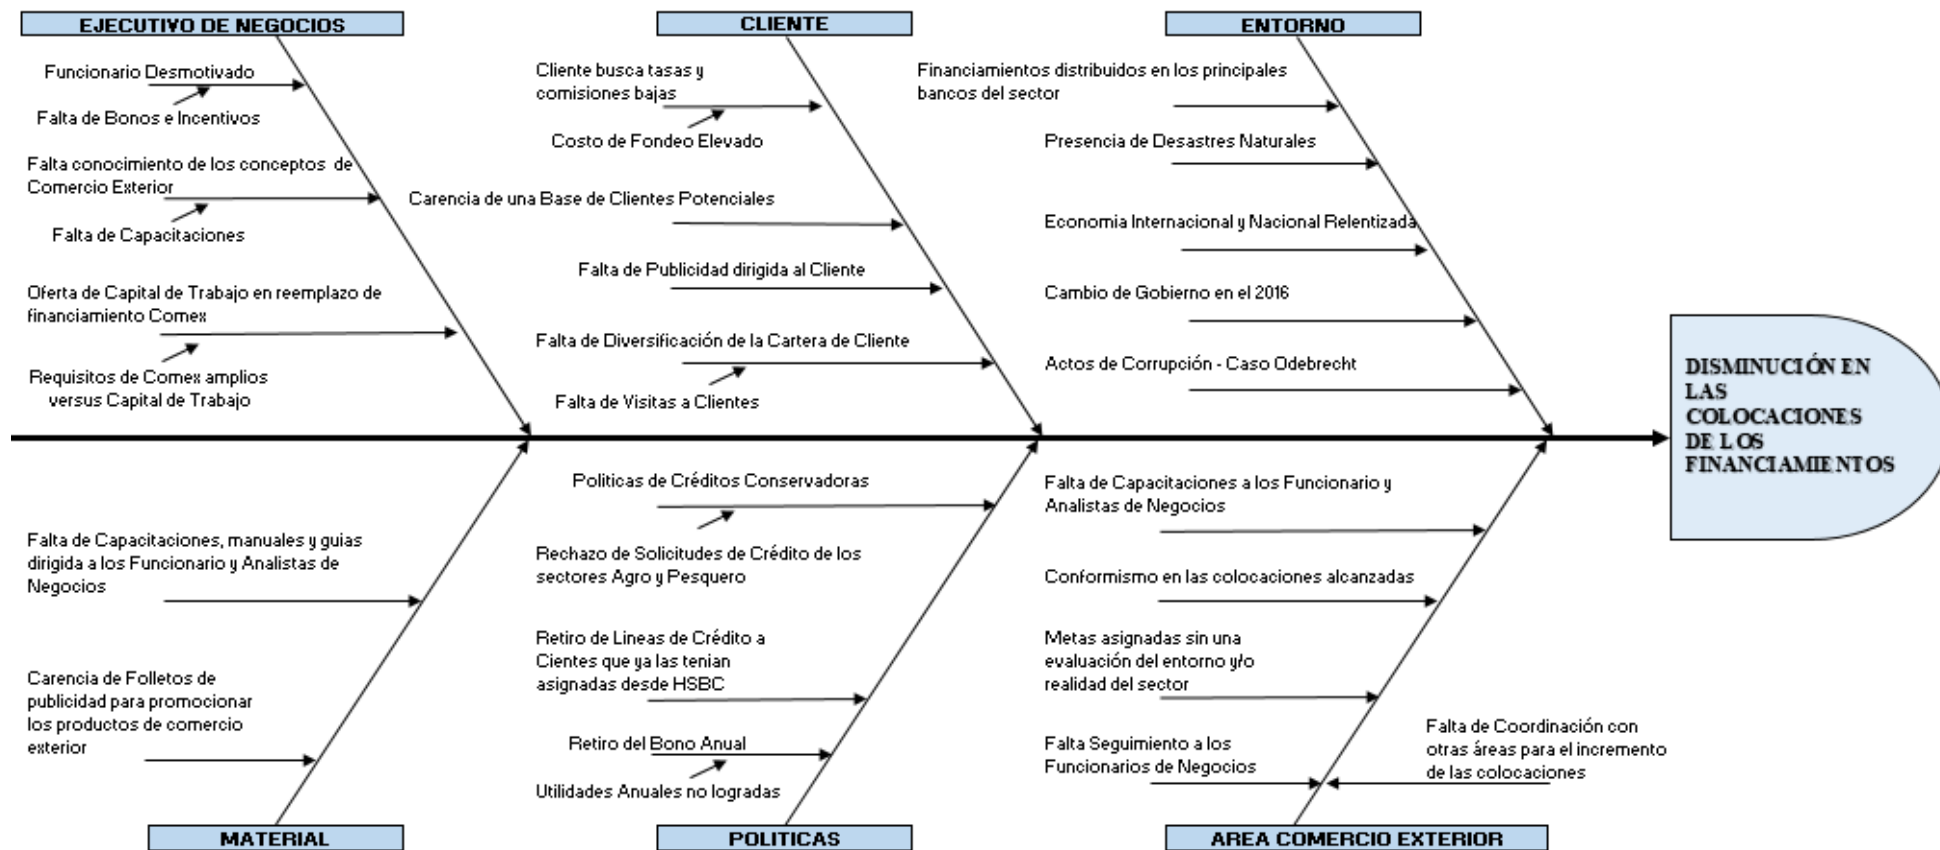 EJECUTIVO DE NEGOCIOS
Funcionario Desmotivado
Falta de Bonos e Incentivos
Falta conocimiento de los conceptos de
Comercio Exterior
Falta de Capacitaciones
Oferta de Capital de Trabajo en reemplazo de
financiamiento Comex
Requisitos de Comex amplios
versus Capital de Trabajo
CLIENTE
Cliente busca tasas y
comisiones bajas
Costo de Fondeo Elevado
Carencia de una Base de Clientes Potenciales
Falta de Publicidad dirigida al Cliente
Falta de Diversificación de la Cartera de Cliente
Falta de Visitas a Clientes
ENTORNO
Financiamientos distribuidos en los principales
bancos del sector
Presencia de Desastres Naturales
Economia Internacional y Nacional Relentizada
Cambio de Gobierno en el 2016
Actos de Corrupción - Caso Odebrecht
DISMINUCIÓN EN
LAS
COLOCACIONES
DE LOS
FINANCIAMIENTOS
Falta de Capacitaciones, manuales y guias
dirigida a los Funcionario y Analistas de
Negocios
Carencia de Folletos de
publicidad para promocionar
los productos de comercio
exterior
MATERIAL
Politicas de Créditos Conservadoras
Rechazo de Solicitudes de Crédito de los
sectores Agro y Pesquero
Retiro de Lineas de Crédito a
Cientes que ya las tenian
asignadas desde HSBC
Retiro del Bono Anual
Utilidades Anuales no logradas
POLITICAS
Falta de Capacitaciones a los Funcionario y
Analistas de Negocios
Conformismo en las colocaciones alcanzadas
Metas asignadas sin una
evaluación del entorno y/o
realidad del sector
Falta Seguimiento a los
Funcionarios de Negocios
Falta de Coordinación con
otras áreas para el incremento
de las colocaciones
AREA COMERCIO EXTERIOR